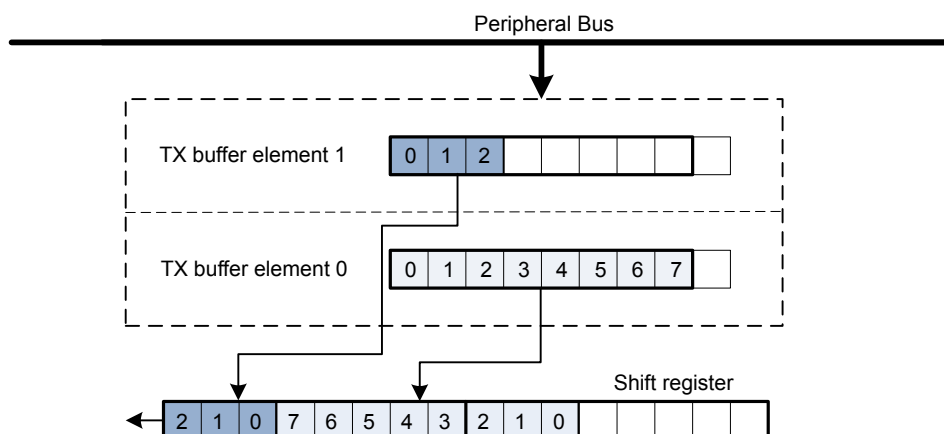 Peripheral Bus
TX buffer element 1
0 1 2
TX buffer element 0
0 1 2 3 4 5 6 7
Shift register
2 1 0 7 6 5 4 3 2 1 0